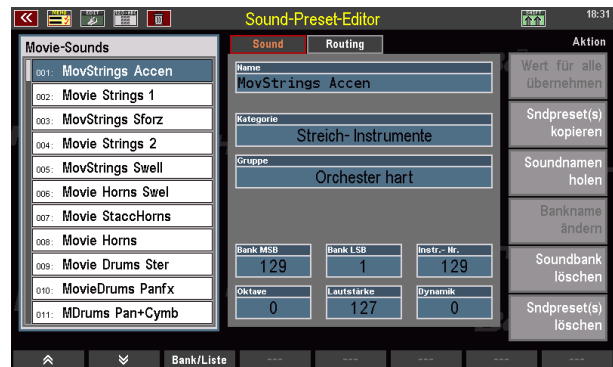 Sound-Preset-Editor
18:31
Movie-Sounds
001: MovStrings Accen
002: Movie Strings 1
003: MovStrings Sforz
004: Movie Strings 2
005: MovStrings Swell
006: Movie Horns Swel
007: Movie StaccHorns
008: Movie Horns
009: Movie Drums Ster
010: MovieDrums Panfx
011: MDrums Pan+Cymb
Sound
Routing
Name
MovStrings Accen
Kategorie
Streich- Instrumente
Gruppe
Orchester hart
Bank MSB
129
Bank LSB
1
Instr.- Nr.
129
Oktave
0
Lautstärke
127
Dynamik
0
Aktion
Wert für alle
übernehmen
Sndpreset(s)
kopieren
Soundnamen
holen
Bankname
ändern
Soundbank
löschen
Sndpreset(s)
löschen
Bank/Liste
---
---
---
---
---